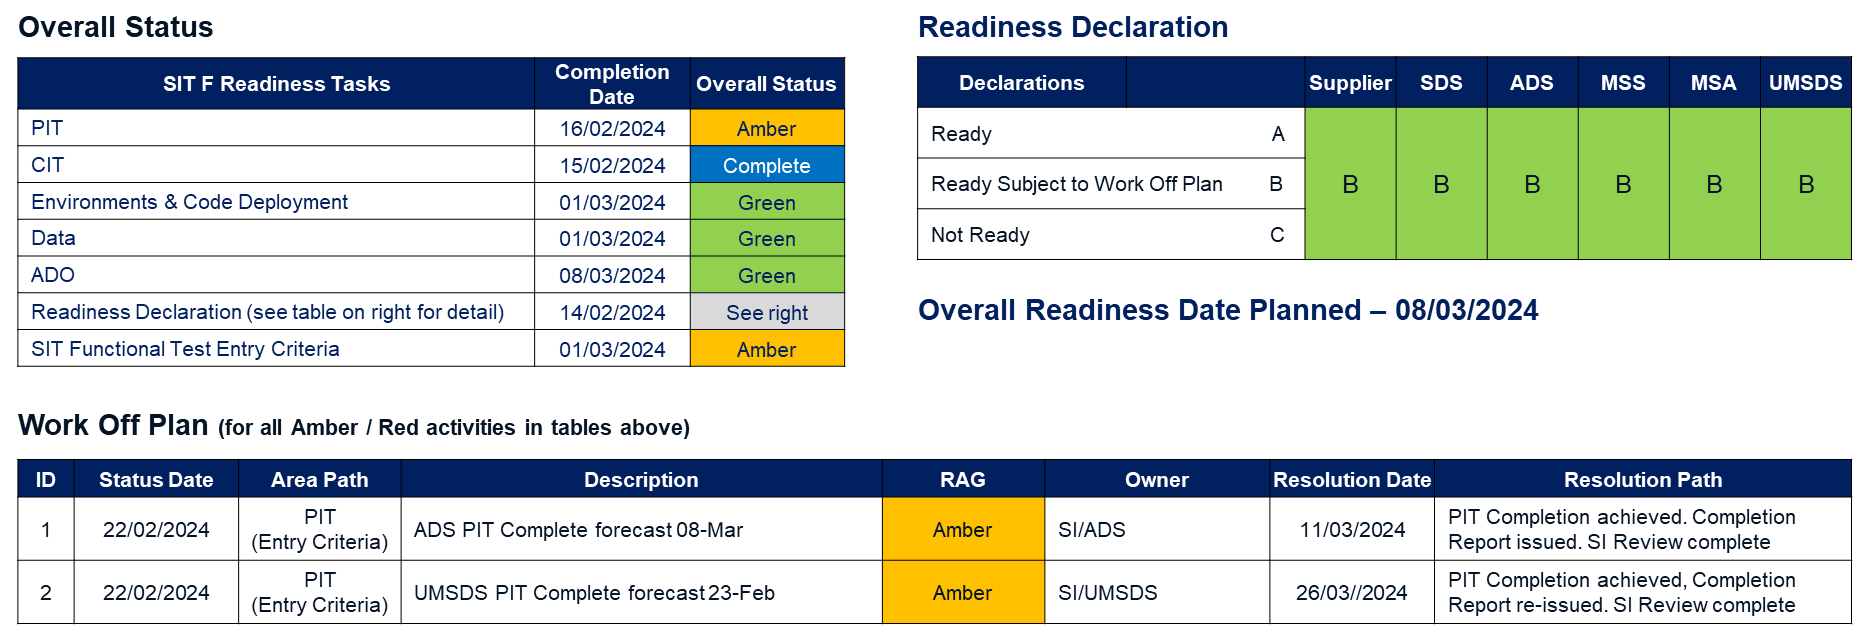 Overall Status
SIT F Readiness Tasks Completion Date Overall Status
PIT 16/02/2024 Amber
CIT 15/02/2024 Complete
Environments & Code Deployment 01/03/2024 Green
Data 01/03/2024 Green
ADO 08/03/2024 Green
Readiness Declaration (see table on right for detail) 14/02/2024 See right
SIT Functional Test Entry Criteria 01/03/2024 Amber
Readiness Declaration
Declarations Supplier SDS ADS MSS MSA UMSDS
Ready A
Ready Subject to Work Off Plan B B B B B B B
Not Ready C
Overall Readiness Date Planned – 08/03/2024
Work Off Plan (for all Amber / Red activities in tables above)
ID Status Date Area Path Description RAG Owner Resolution Date Resolution Path
1 22/02/2024 PIT (Entry Criteria) ADS PIT Complete forecast 08-Mar Amber SI/ADS 11/03/2024 PIT Completion achieved. Completion
Report issued. SI Review complete
2 22/02/2024 PIT (Entry Criteria) UMSDS PIT Complete forecast 23-Feb Amber SI/UMSDS 26/03//2024 PIT Completion achieved, Completion
Report re-issued. SI Review complete